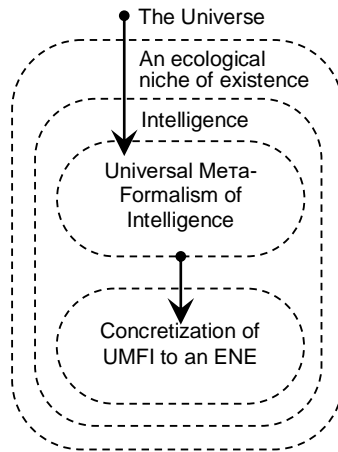 The Universe
An ecological
niche of existence
Intelligence
Universal Мета-
Formalism of
Intelligence
Concretization of
UMFI to an ENE